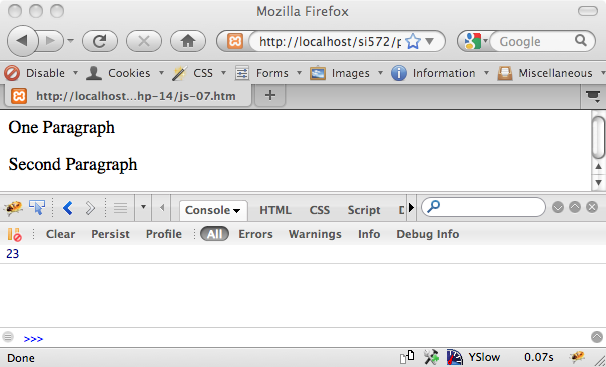 Mozilla Firefox
http://localhost/si572/p
Google
Disable Cookies CSS Forms Images Information Miscellaneous
http://localhost...hp-14/js-07.htm
One Paragraph
Second Paragraph
Console HTML CSS Script
Clear Persist Profile All Errors Warnings Info Debug Info
23
>>>
Done YSlow 0.07s